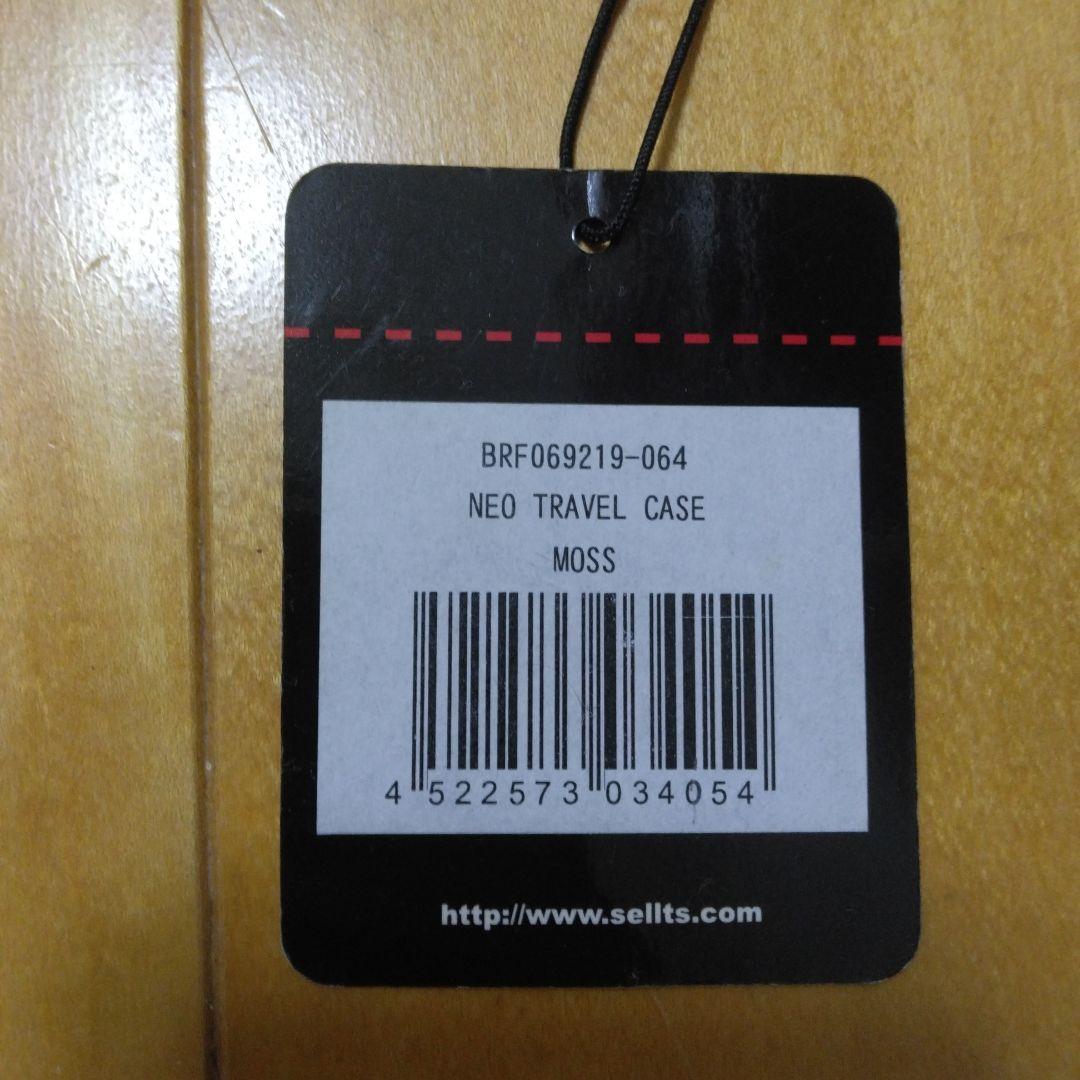 BRF069219-064
NEO TRAVEL CASE
MOSS
4 522573 034054
http://www.sellts.com